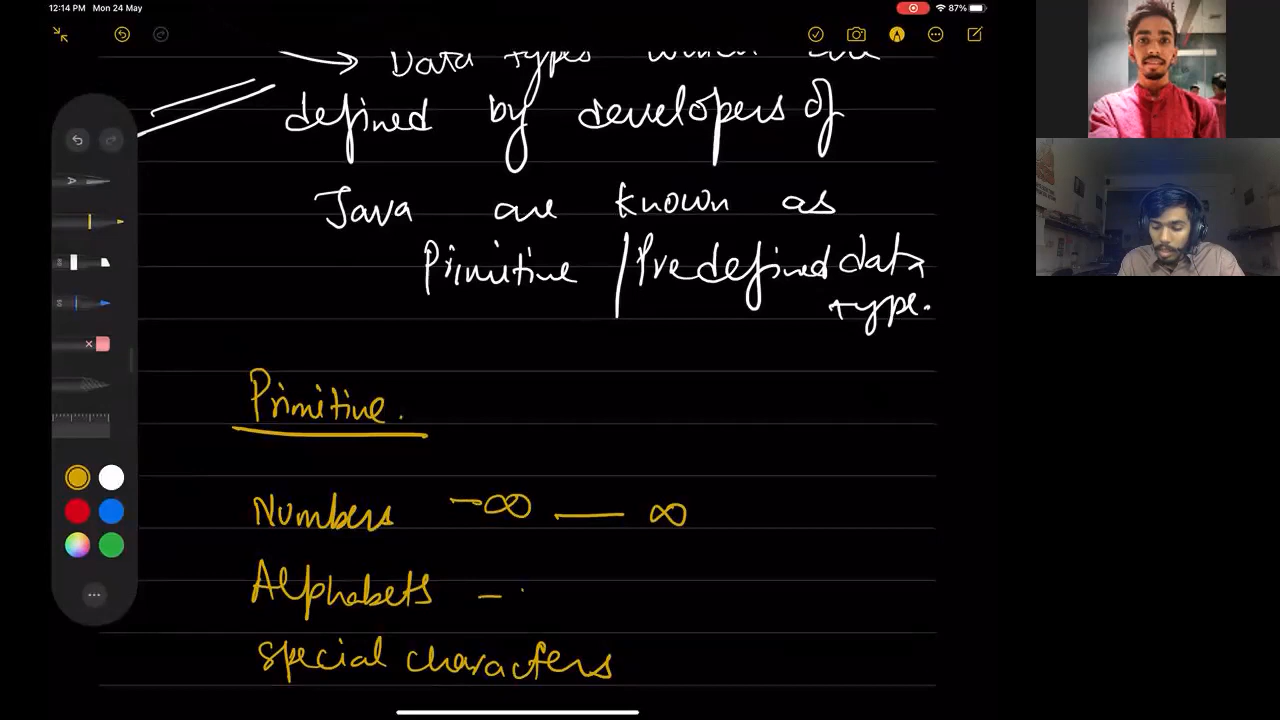 12:14 PM Mon 24 May
87%
Data types which are
defined by developers of
Java are known as
Primitive / Predefined data
type.
Primitive.
Numbers -∞ — ∞
Alphabets -
special characters